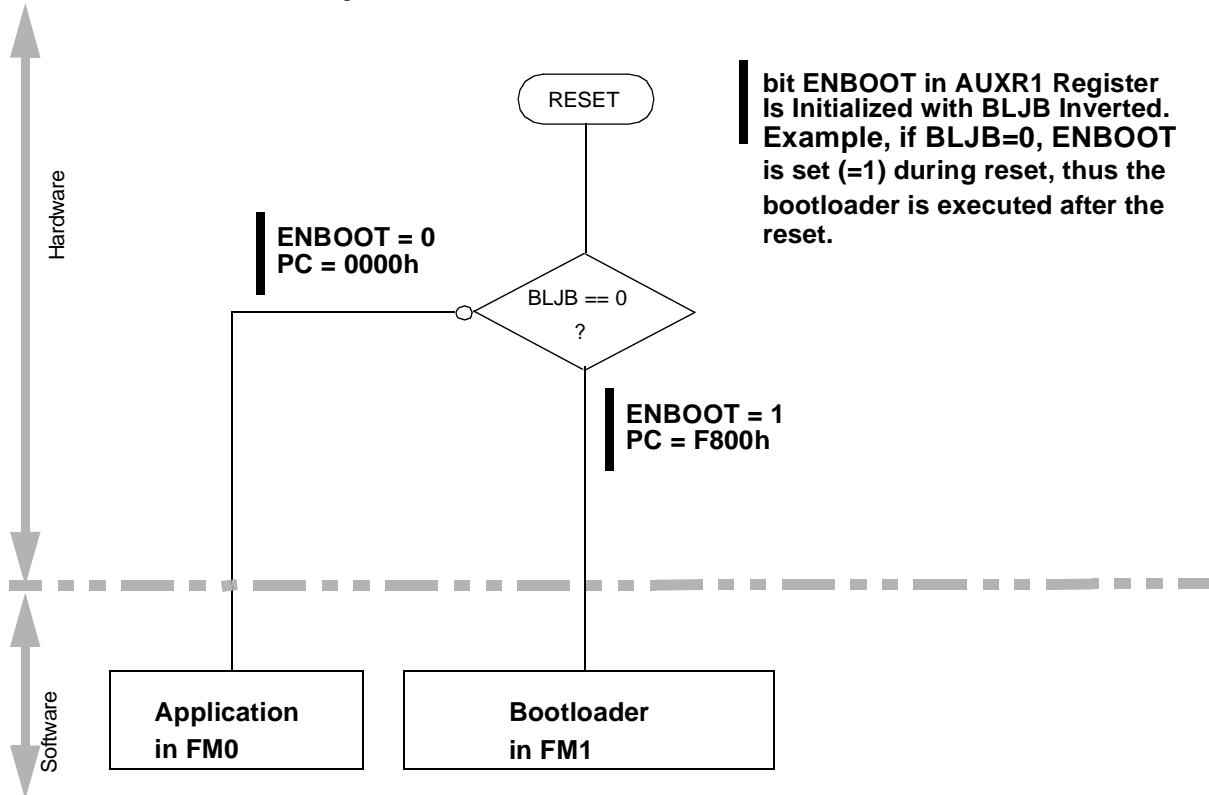 RESET
bit ENBOOT in AUXR1 Register
Is Initialized with BLJB Inverted.
Example, if BLJB=0, ENBOOT
is set (=1) during reset, thus the
bootloader is executed after the
reset.
Hardware
ENBOOT = 0
PC = 0000h
BLJB == 0
?
ENBOOT = 1
PC = F800h
Software
Application
in FM0
Bootloader
in FM1